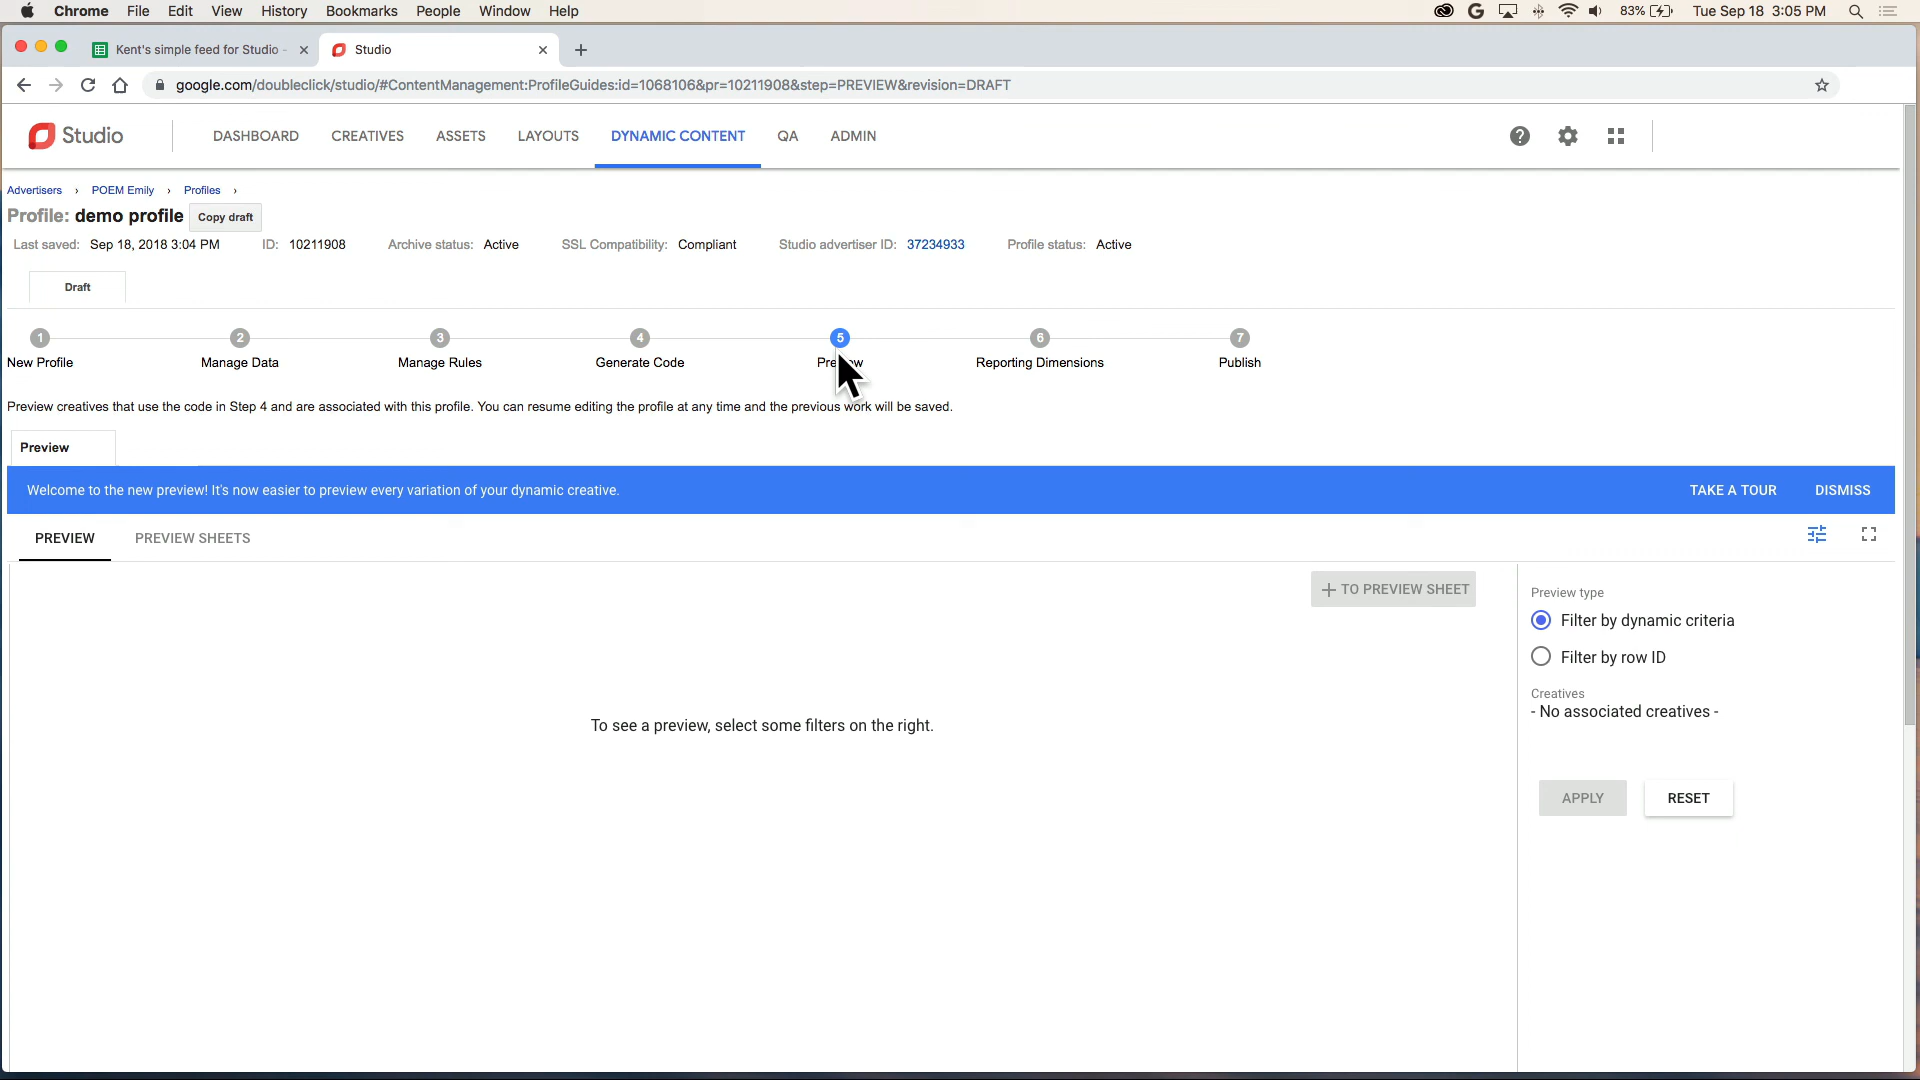 Chrome File Edit View History Bookmarks People Window Help 83% Tue Sep 18 3:05 PM
Kent's simple feed for Studio - Studio
google.com/doubleclick/studio/#ContentManagement:ProfileGuides:id=1068106&pr=10211908&step=PREVIEW&revision=DRAFT
Studio DASHBOARD CREATIVES ASSETS LAYOUTS DYNAMIC CONTENT QA ADMIN
Advertisers › POEM Emily › Profiles ›
Profile: demo profile Copy draft
Last saved: Sep 18, 2018 3:04 PM ID: 10211908 Archive status: Active SSL Compatibility: Compliant Studio advertiser ID: 37234933 Profile status: Active
Draft
1 2 3 4 5 6 7
New Profile Manage Data Manage Rules Generate Code Preview Reporting Dimensions Publish
Preview creatives that use the code in Step 4 and are associated with this profile. You can resume editing the profile at any time and the previous work will be saved.
Preview
Welcome to the new preview! It's now easier to preview every variation of your dynamic creative. TAKE A TOUR DISMISS
PREVIEW PREVIEW SHEETS
+ TO PREVIEW SHEET
Preview type
Filter by dynamic criteria
Filter by row ID
Creatives
- No associated creatives -
To see a preview, select some filters on the right.
APPLY RESET